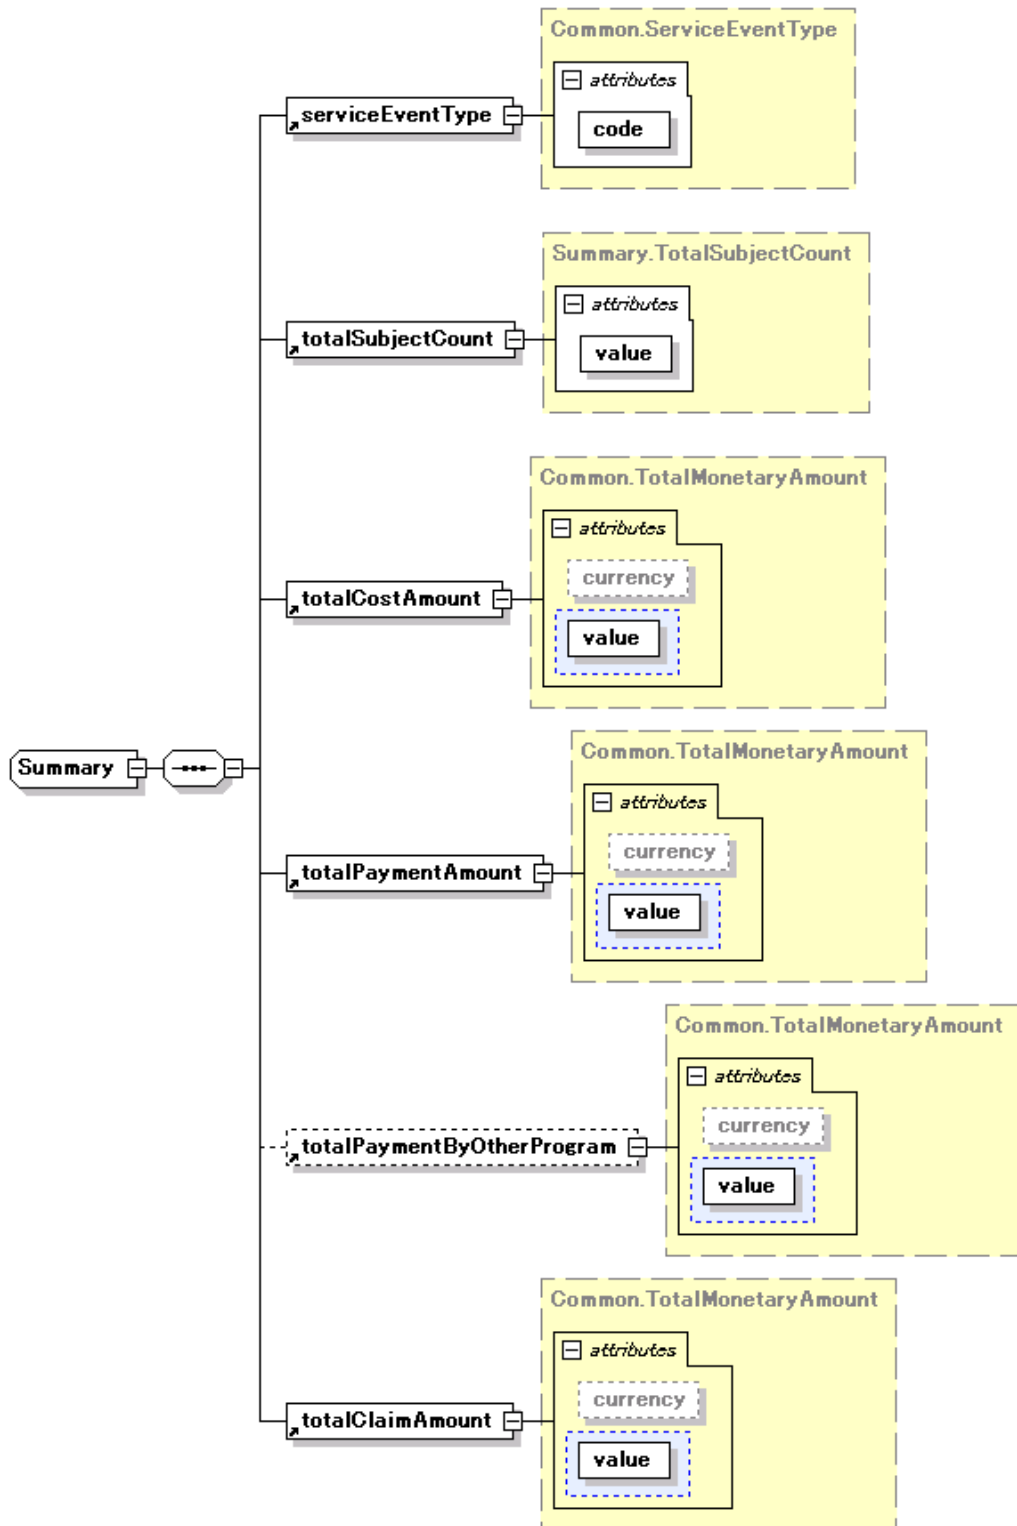 Common.ServiceEventType
attributes
serviceEventType
code
Summary.TotalSubjectCount
attributes
totalSubjectCount
value
Common.TotalMonetaryAmount
attributes
currency
totalCostAmount
value
Common.TotalMonetaryAmount
Summary
attributes
currency
totalPaymentAmount
value
Common.TotalMonetaryAmount
attributes
currency
totalPaymentByOtherProgram
value
Common.TotalMonetaryAmount
attributes
currency
totalClaimAmount
value